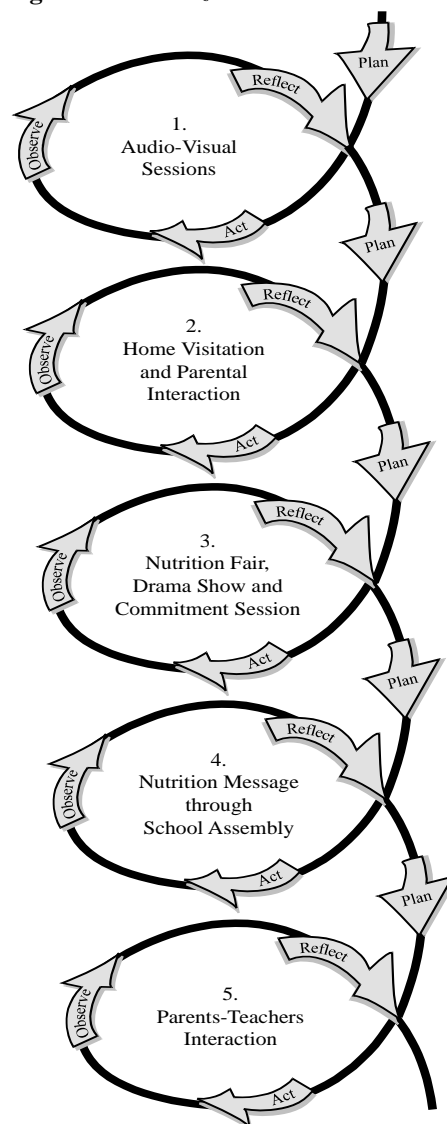 Plan
Reflect
1.
Audio-Visual
Sessions
Observe
Act
Plan
Reflect
2.
Home Visitation
and Parental
Interaction
Observe
Act
Plan
Reflect
3.
Nutrition Fair,
Drama Show and
Commitment Session
Observe
Act
Plan
Reflect
4.
Nutrition Message
through
School Assembly
Observe
Act
Plan
Reflect
5.
Parents-Teachers
Interaction
Observe
Act